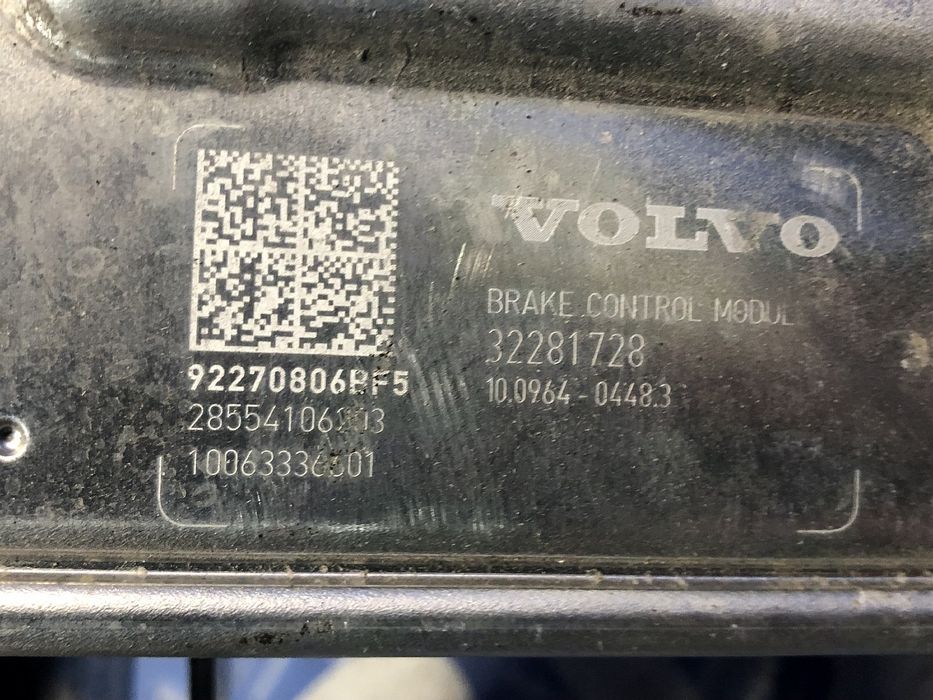 VOLVO
BRAKE CONTROL MODUL
32281728
10.0964-0448.3
92270806BF5